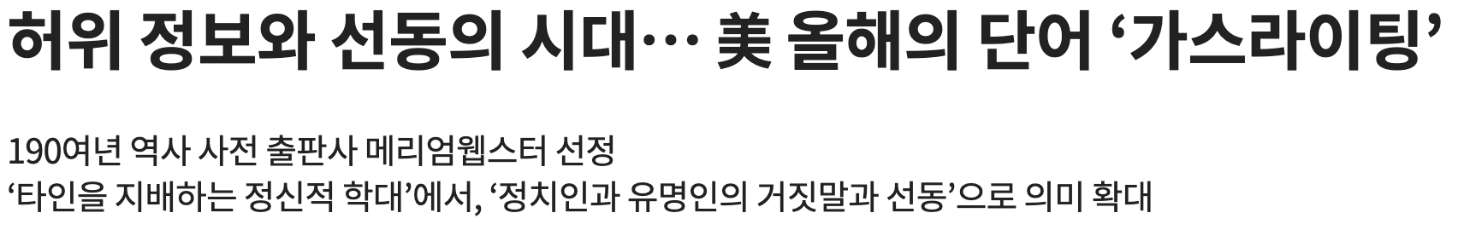 허위 정보와 선동의 시대… 美 올해의 단어 ‘가스라이팅’
190여년 역사 사전 출판사 메리엄웹스터 선정
‘타인을 지배하는 정신적 학대’에서, ‘정치인과 유명인의 거짓말과 선동’으로 의미 확대